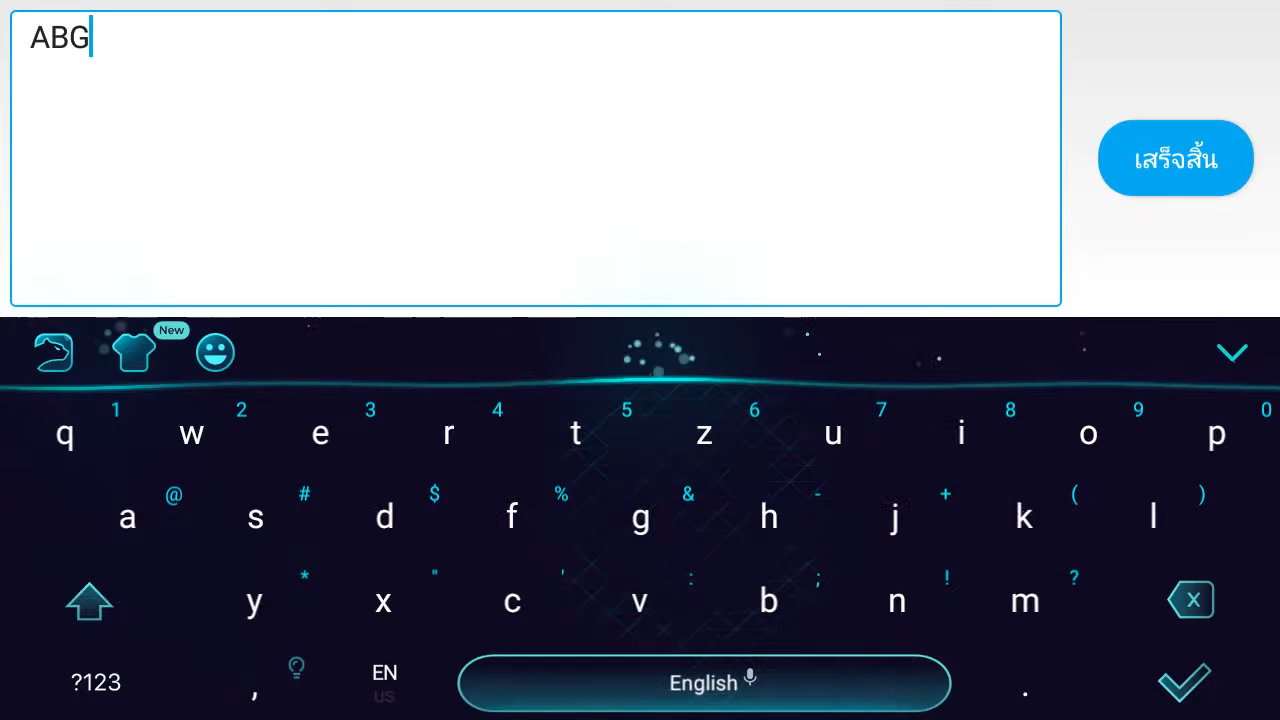 ABG
เสร็จสิ้น
New
1 2 3 4 5 6 7 8 9 0
q w e r t z u i o p
@ # $ % & - + ( )
a s d f g h j k l
* " ' : ; ! ?
y x c v b n m X
?123 , EN English .
US